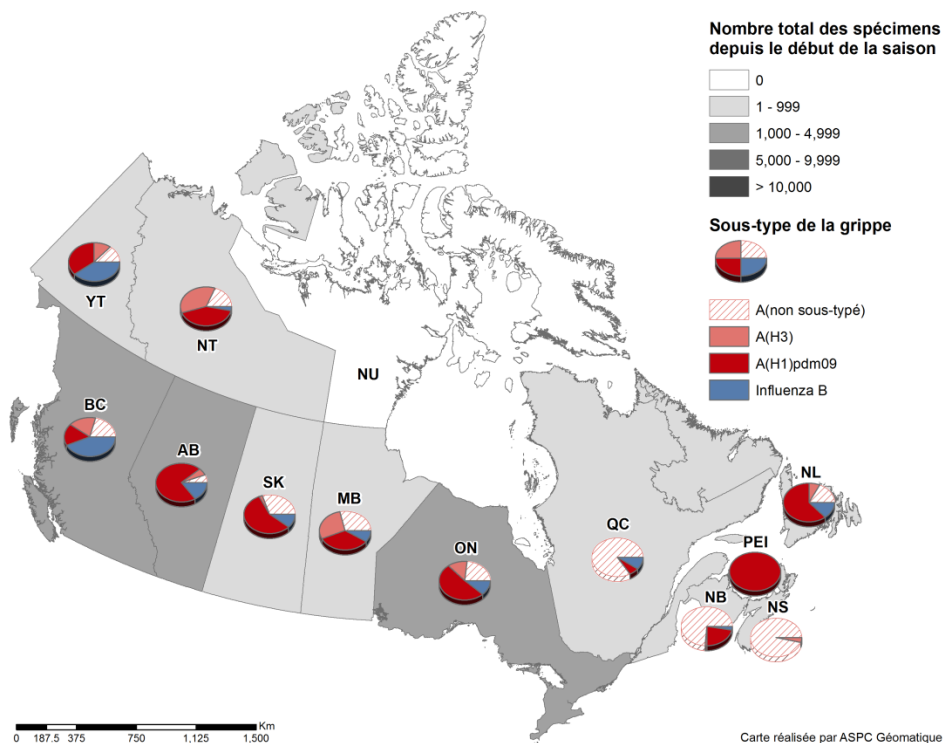 Nombre total des spécimens
depuis le début de la saison
0
1 - 999
1,000 - 4,999
5,000 - 9,999
> 10,000
Sous-type de la grippe
A(non sous-typé)
A(H3)
A(H1)pdm09
Influenza B
YT
NT
NU
BC
AB
SK
MB
ON
QC
NL
PEI
NB
NS
Km
0 187.5 375 750 1,125 1,500
Carte réalisée par ASPC Géomatique